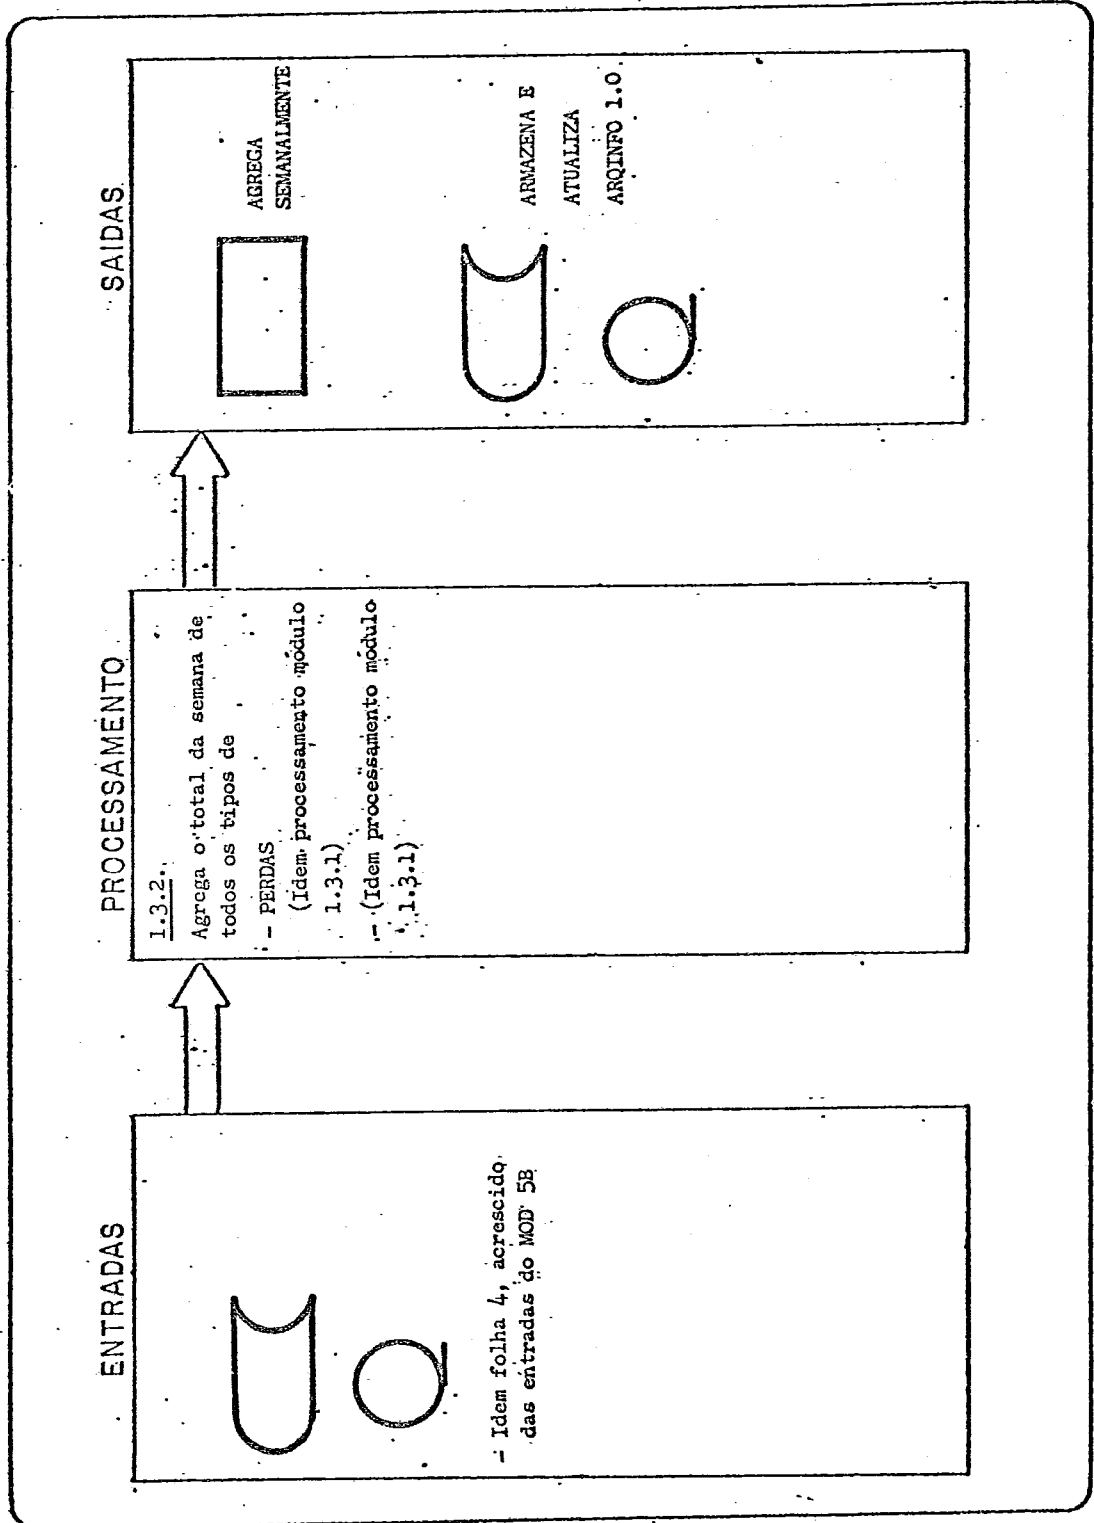 ENTRADAS
- Idem folha 4, acrescido
das entradas do MOD 5B
PROCESSAMENTO
1.3.2.
Agrega o total da semana de
todos os tipos de
- PERDAS
(Idem processamento módulo
1.3.1)
- (Idem processamento módulo
1.3.1)
SAIDAS
AGREGA
SEMANALMENTE
ARMAZENA E
ATUALIZA
ARQINFO 1.0